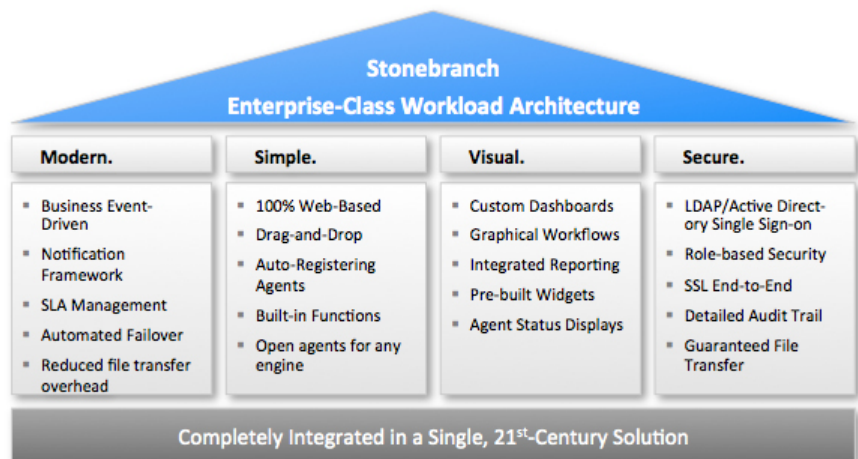 Stonebranch
Enterprise-Class Workload Architecture
Modern.
▪ Business Event-
Driven
▪ Notification
Framework
▪ SLA Management
▪ Automated Failover
▪ Reduced file transfer
overhead
Simple.
▪ 100% Web-Based
▪ Drag-and-Drop
▪ Auto-Registering
Agents
▪ Built-in Functions
▪ Open agents for any
engine
Visual.
▪ Custom Dashboards
▪ Graphical Workflows
▪ Integrated Reporting
▪ Pre-built Widgets
▪ Agent Status Displays
Secure.
▪ LDAP/Active Direct-
ory Single Sign-on
▪ Role-based Security
▪ SSL End-to-End
▪ Detailed Audit Trail
▪ Guaranteed File
Transfer
Completely Integrated in a Single, 21st-Century Solution